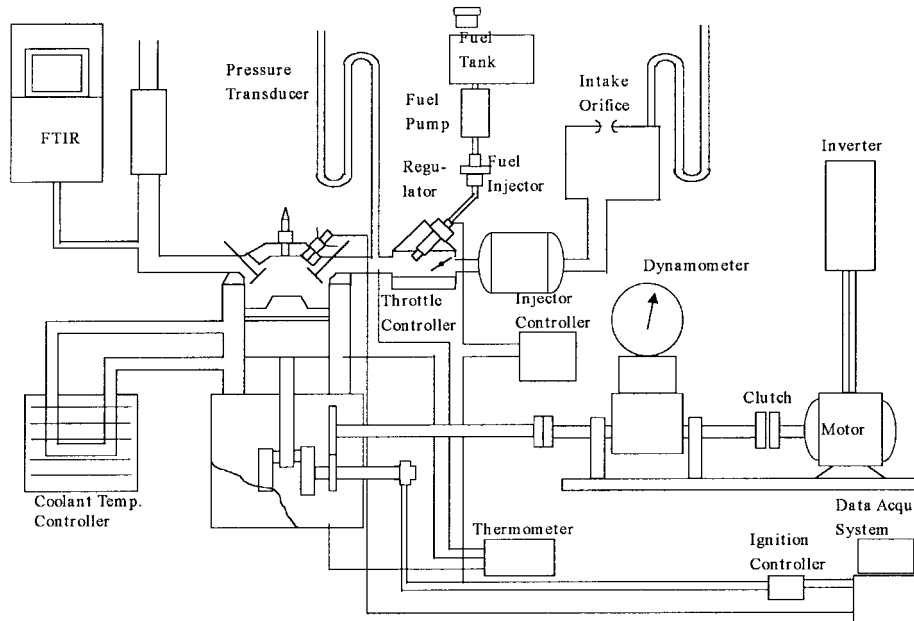 Fuel
Tank
Pressure
Transducer
Intake
Orifice
Fuel
Pump
FTIR
Inverter
Regu-
lator
Fuel
Injector
Dynamometer
Throttle
Controller
Injector
Controller
Clutch
Motor
Coolant Temp.
Controller
Data Acqu
System
Thermometer
Ignition
Controller